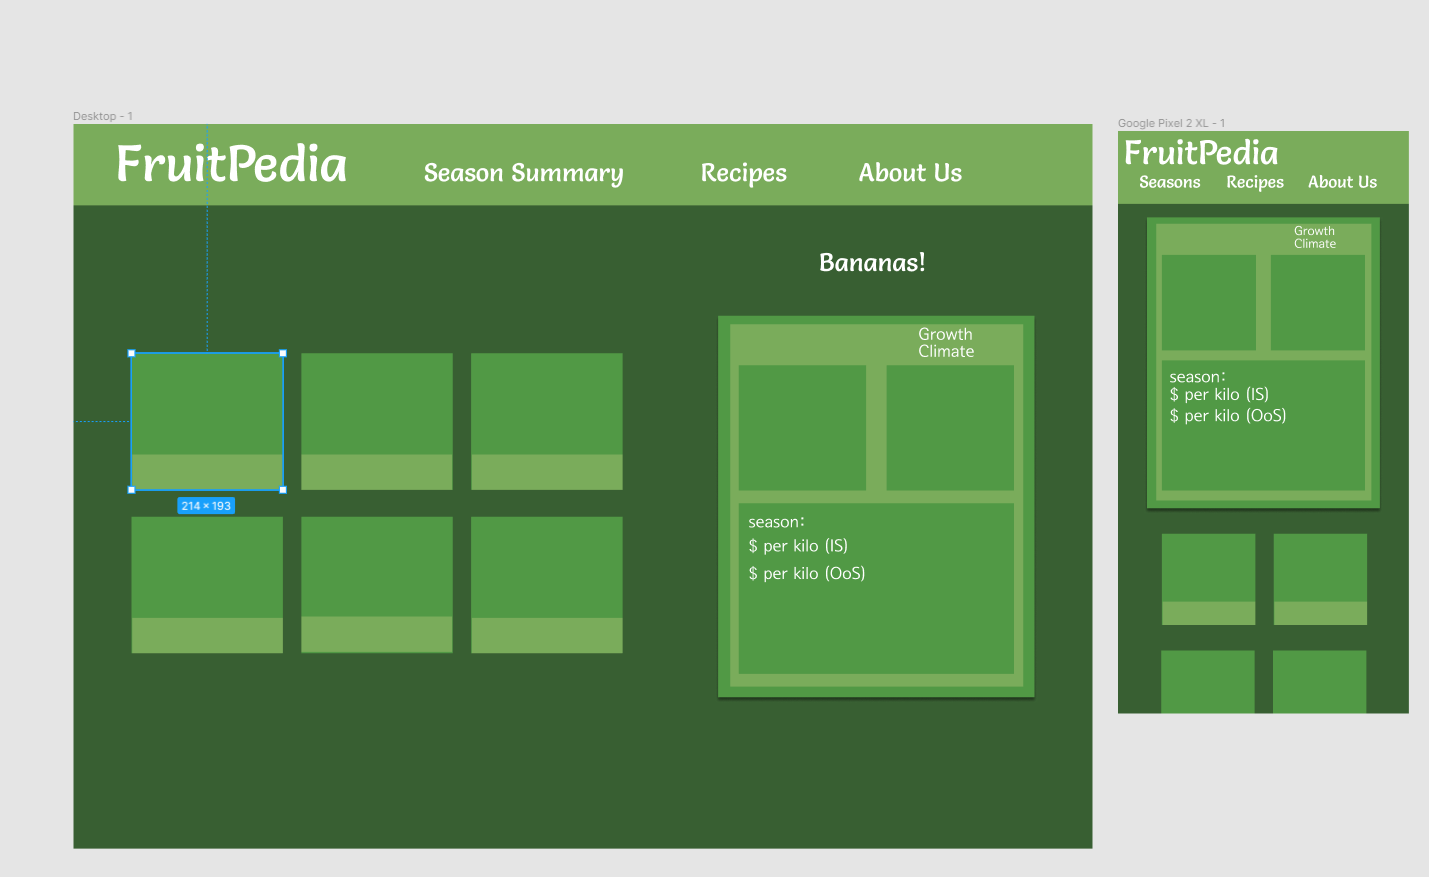 Desktop - 1
FruitPedia
Season Summary
Recipes
About Us
Bananas!
Growth
Climate
season:
$ per kilo (IS)
$ per kilo (OoS)
214 × 193
Google Pixel 2 XL - 1
FruitPedia
Seasons
Recipes
About Us
Growth
Climate
season:
$ per kilo (IS)
$ per kilo (OoS)